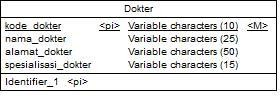 Dokter
kode_dokter <pi> Variable characters (10) <M>
nama_dokter Variable characters (25)
alamat_dokter Variable characters (50)
spesialisasi_dokter Variable characters (15)
Identifier_1 <pi>